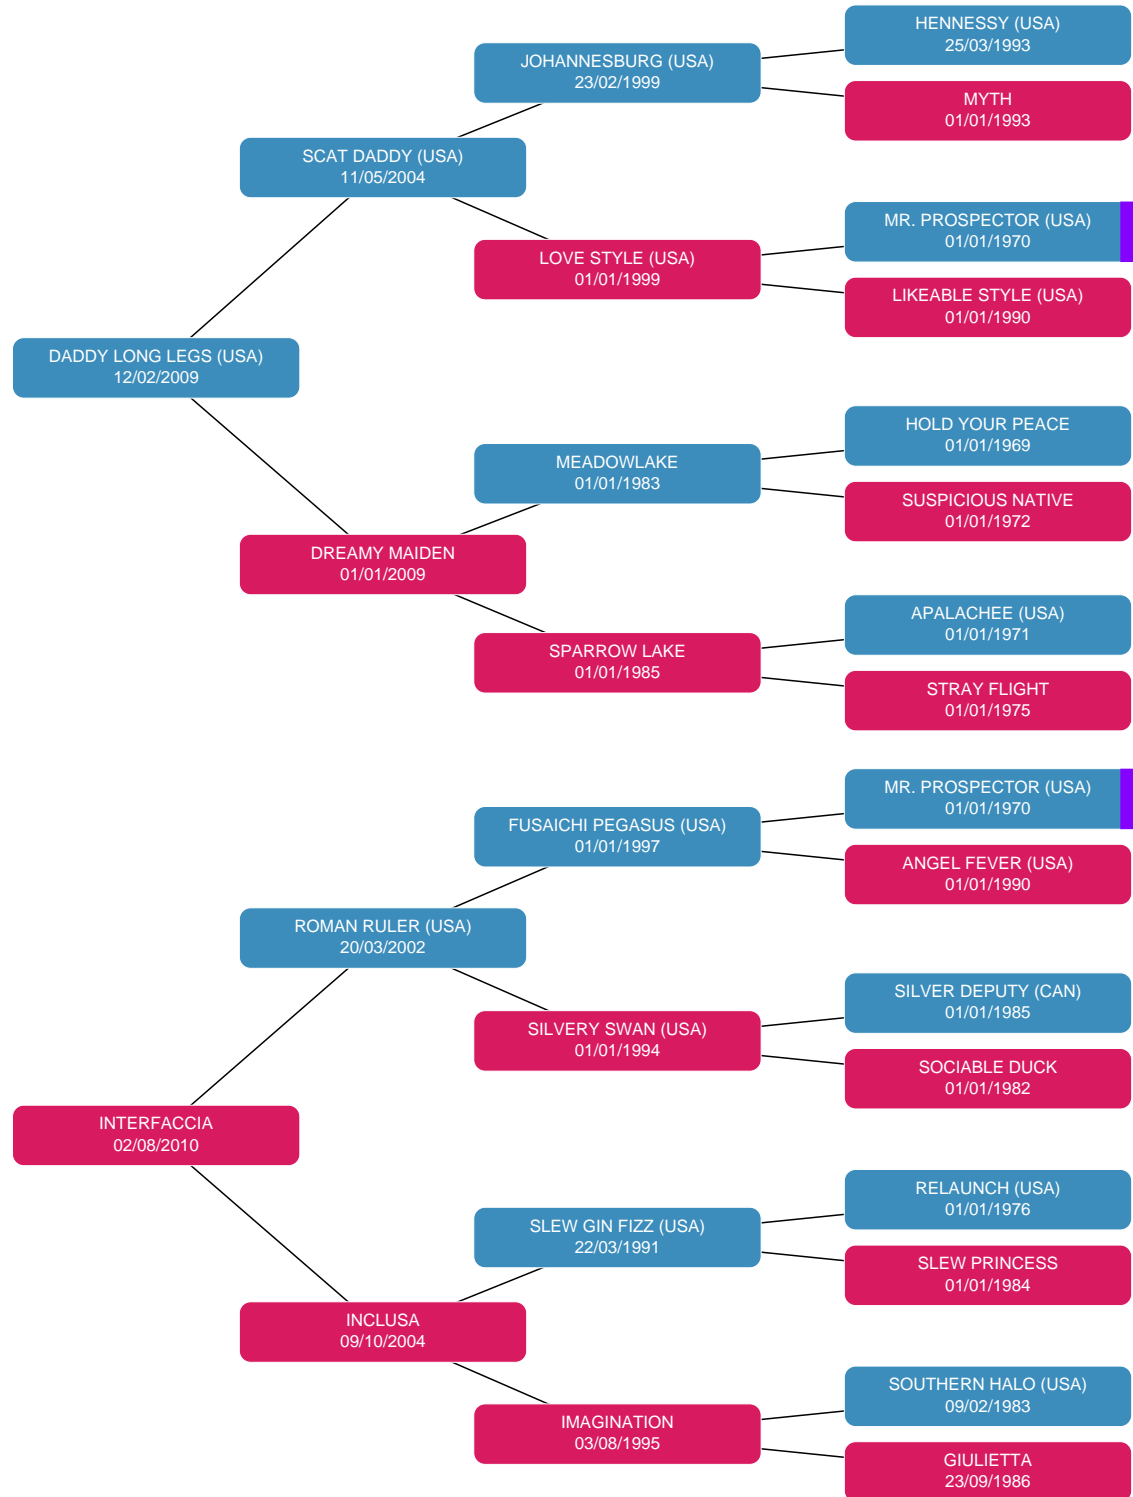 HENNESSY (USA)
25/03/1993
JOHANNESBURG (USA)
23/02/1999
MYTH
01/01/1993
SCAT DADDY (USA)
11/05/2004
MR. PROSPECTOR (USA)
01/01/1970
LOVE STYLE (USA)
01/01/1999
LIKEABLE STYLE (USA)
01/01/1990
DADDY LONG LEGS (USA)
12/02/2009
HOLD YOUR PEACE
01/01/1969
MEADOWLAKE
01/01/1983
SUSPICIOUS NATIVE
01/01/1972
DREAMY MAIDEN
01/01/2009
APALACHEE (USA)
01/01/1971
SPARROW LAKE
01/01/1985
STRAY FLIGHT
01/01/1975
MR. PROSPECTOR (USA)
01/01/1970
FUSAICHI PEGASUS (USA)
01/01/1997
ANGEL FEVER (USA)
01/01/1990
ROMAN RULER (USA)
20/03/2002
SILVER DEPUTY (CAN)
01/01/1985
SILVERY SWAN (USA)
01/01/1994
SOCIABLE DUCK
01/01/1982
INTERFACCIA
02/08/2010
RELAUNCH (USA)
01/01/1976
SLEW GIN FIZZ (USA)
22/03/1991
SLEW PRINCESS
01/01/1984
INCLUSA
09/10/2004
SOUTHERN HALO (USA)
09/02/1983
IMAGINATION
03/08/1995
GIULIETTA
23/09/1986